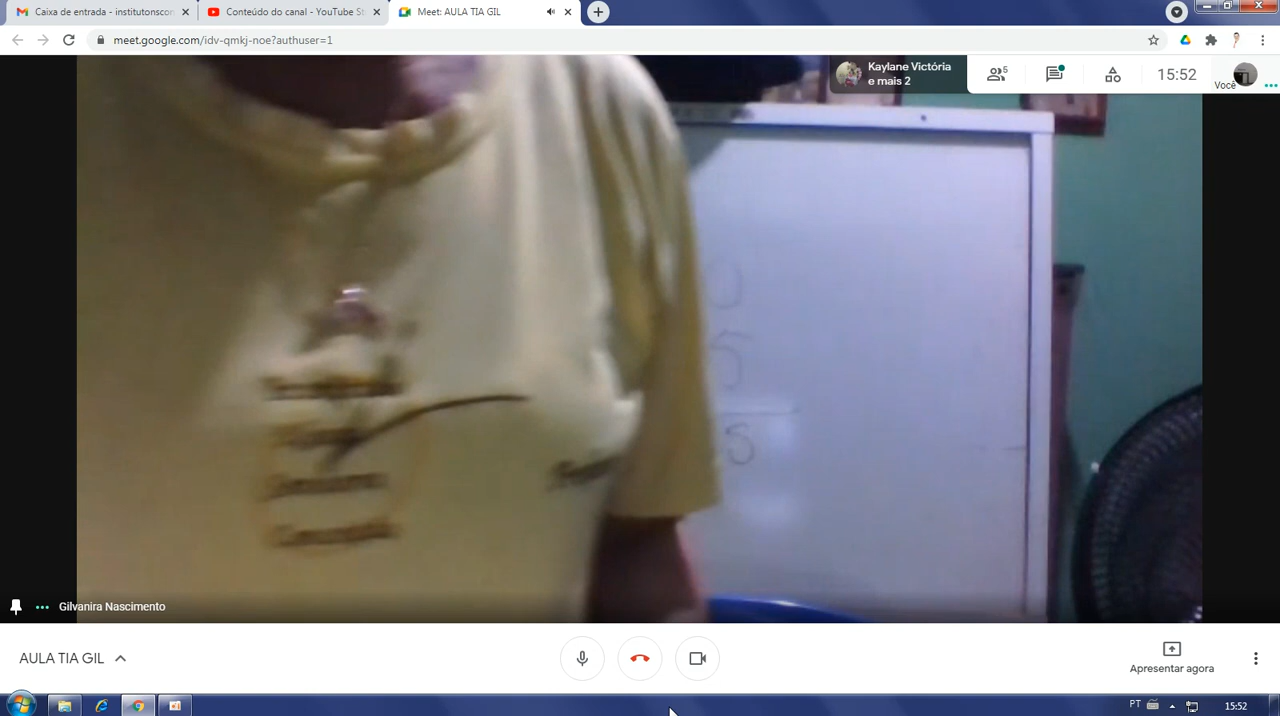 Caixa de entrada - institutonscor
Conteúdo do canal - YouTube St
Meet: AULA TIA GIL
meet.google.com/idv-qmkj-noe?authuser=1
Kaylane Victória
e mais 2
5
15:52
Você
5
5
Gilvanira Nascimento
AULA TIA GIL
Apresentar agora
PT
15:52